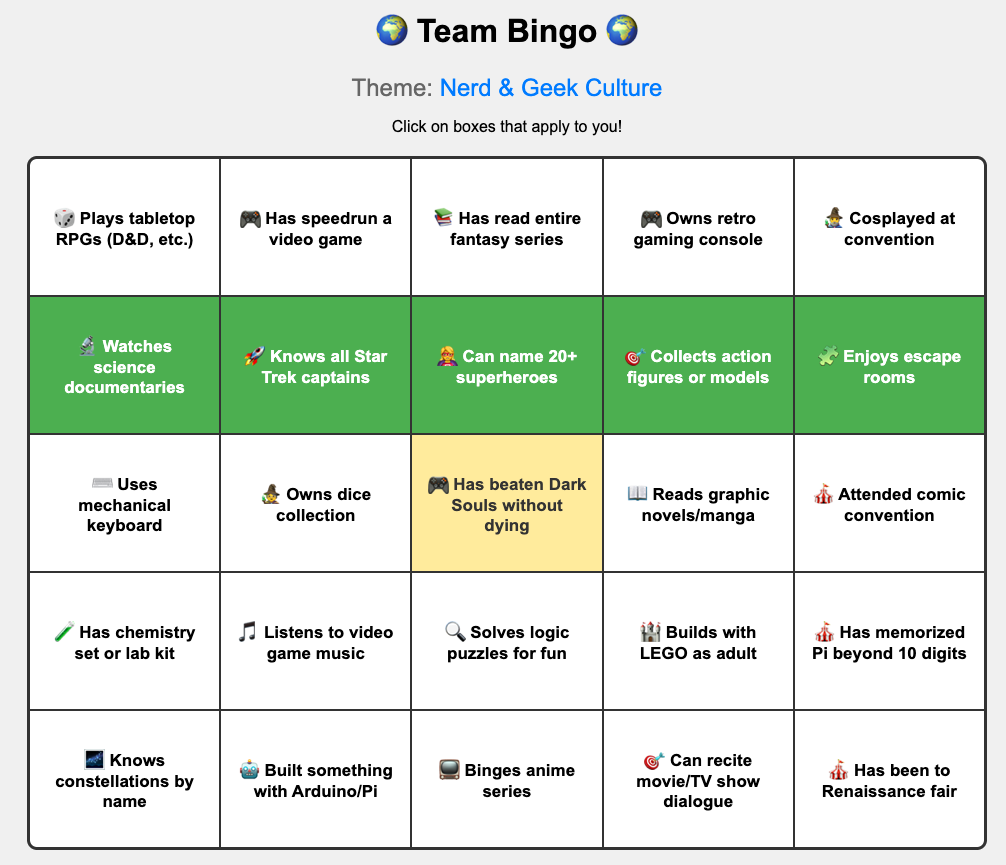 🌍 Team Bingo 🌍
Theme: Nerd & Geek Culture
Click on boxes that apply to you!
🎲 Plays tabletop
RPGs (D&D, etc.)
🎮 Has speedrun a
video game
📚 Has read entire
fantasy series
🎮 Owns retro
gaming console
🧙‍♂️ Cosplayed at
convention
🔬 Watches
science
documentaries
🚀 Knows all Star
Trek captains
🦸 Can name 20+
superheroes
🎯 Collects action
figures or models
🧩 Enjoys escape
rooms
⌨️ Uses
mechanical
keyboard
🧙 Owns dice
collection
🎮 Has beaten Dark
Souls without
dying
📖 Reads graphic
novels/manga
🎪 Attended comic
convention
🧪 Has chemistry
set or lab kit
🎵 Listens to video
game music
🔍 Solves logic
puzzles for fun
🏰 Builds with
LEGO as adult
🎪 Has memorized
Pi beyond 10 digits
🌌 Knows
constellations by
name
🤖 Built something
with Arduino/Pi
📺 Binges anime
series
🎯 Can recite
movie/TV show
dialogue
🎪 Has been to
Renaissance fair